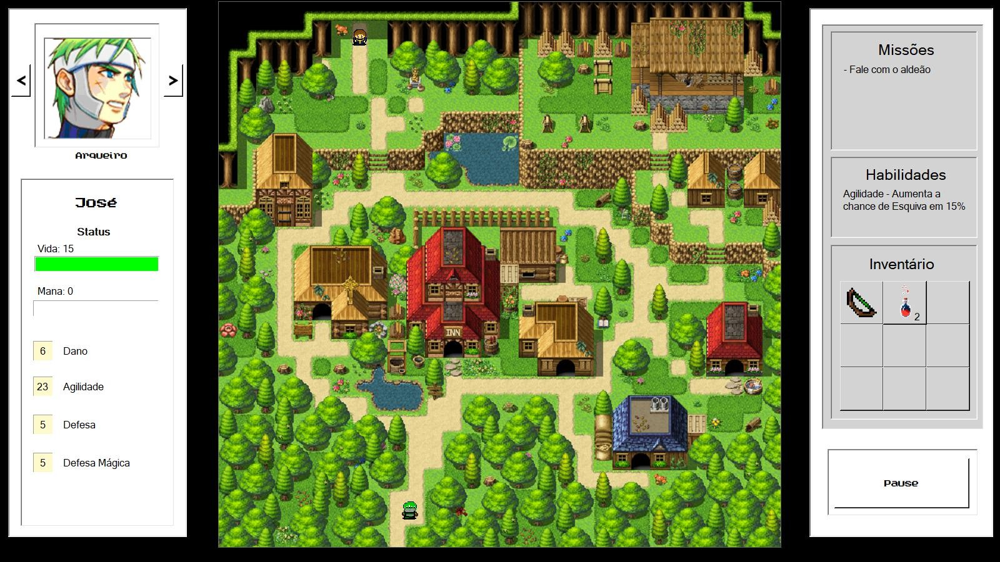 <
>
Arqueiro
José
Status
Vida: 15
Mana: 0
6 Dano
23 Agilidade
5 Defesa
5 Defesa Mágica
INN
Missões
- Fale com o aldeão
Habilidades
Agilidade - Aumenta a
chance de Esquiva em 15%
Inventário
2
Pause